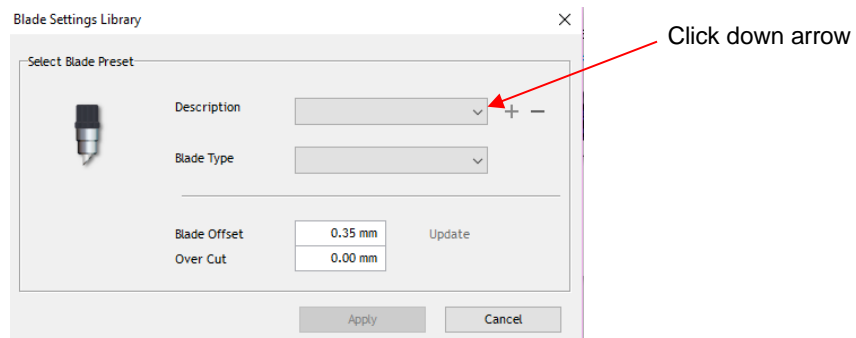 Blade Settings Library
Click down arrow
Select Blade Preset
Description
Blade Type
Blade Offset 0.35 mm Update
Over Cut 0.00 mm
Apply Cancel